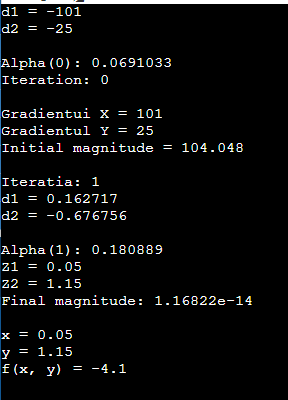 d1 = -101
d2 = -25
Alpha(0): 0.0691033
Iteration: 0
Gradientui X = 101
Gradientul Y = 25
Initial magnitude = 104.048
Iteratia: 1
d1 = 0.162717
d2 = -0.676756
Alpha(1): 0.180889
Z1 = 0.05
Z2 = 1.15
Final magnitude: 1.16822e-14
x = 0.05
y = 1.15
f(x, y) = -4.1